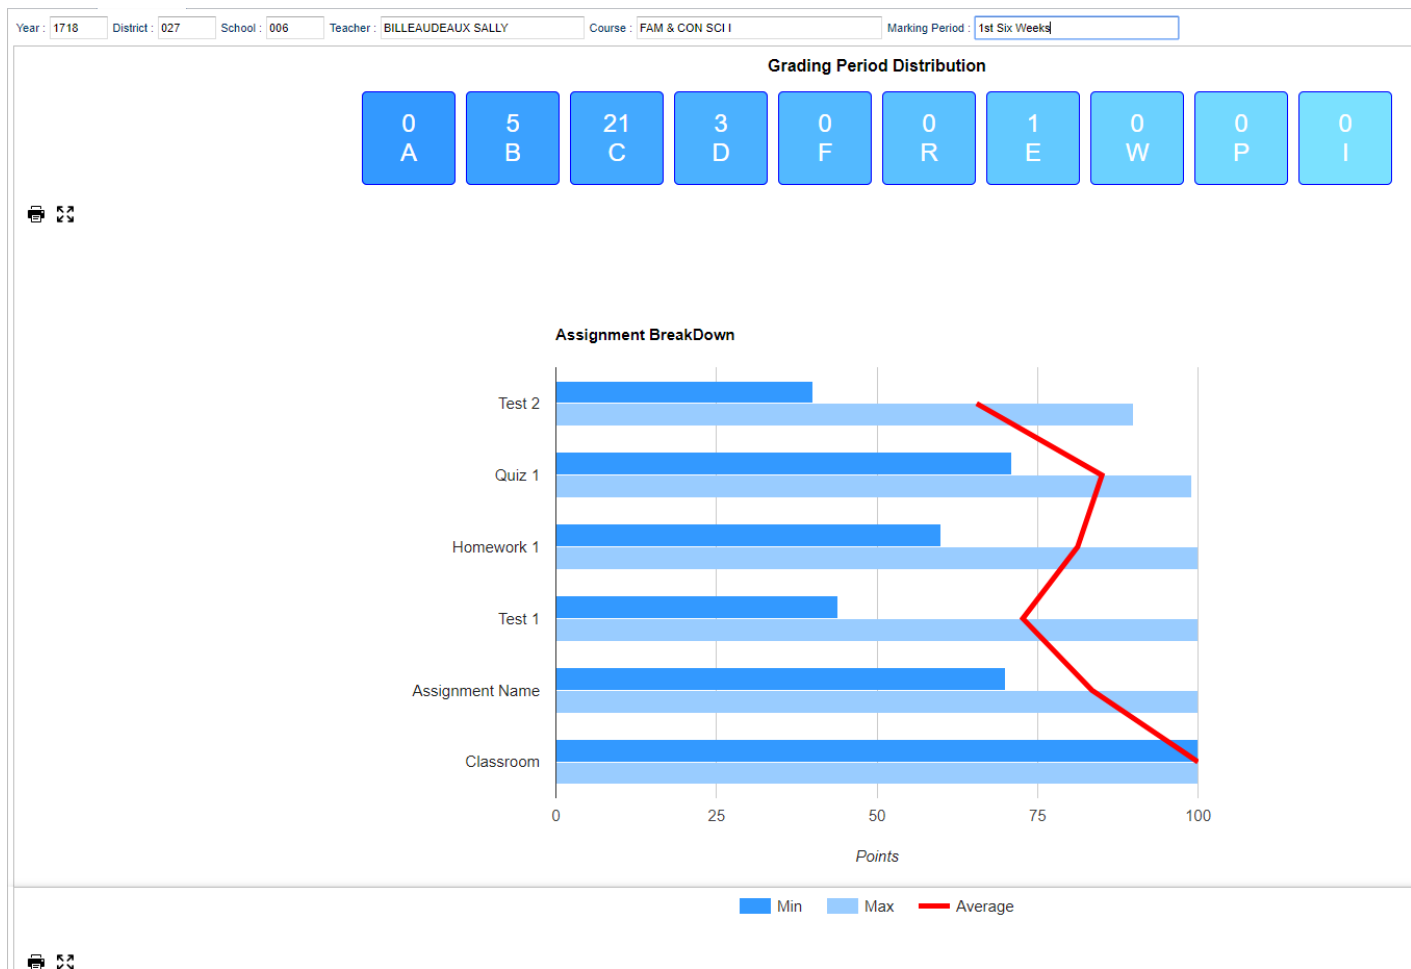 Year : 1718 District : 027 School : 006 Teacher : BILLEAUDEAUX SALLY Course : FAM & CON SCI I Marking Period : 1st Six Weeks
Grading Period Distribution
0 5 21 3 0 0 1 0 0 0
A B C D F R E W P I
Assignment BreakDown
Test 2
Quiz 1
Homework 1
Test 1
Assignment Name
Classroom
0 25 50 75 100
Points
Min Max Average